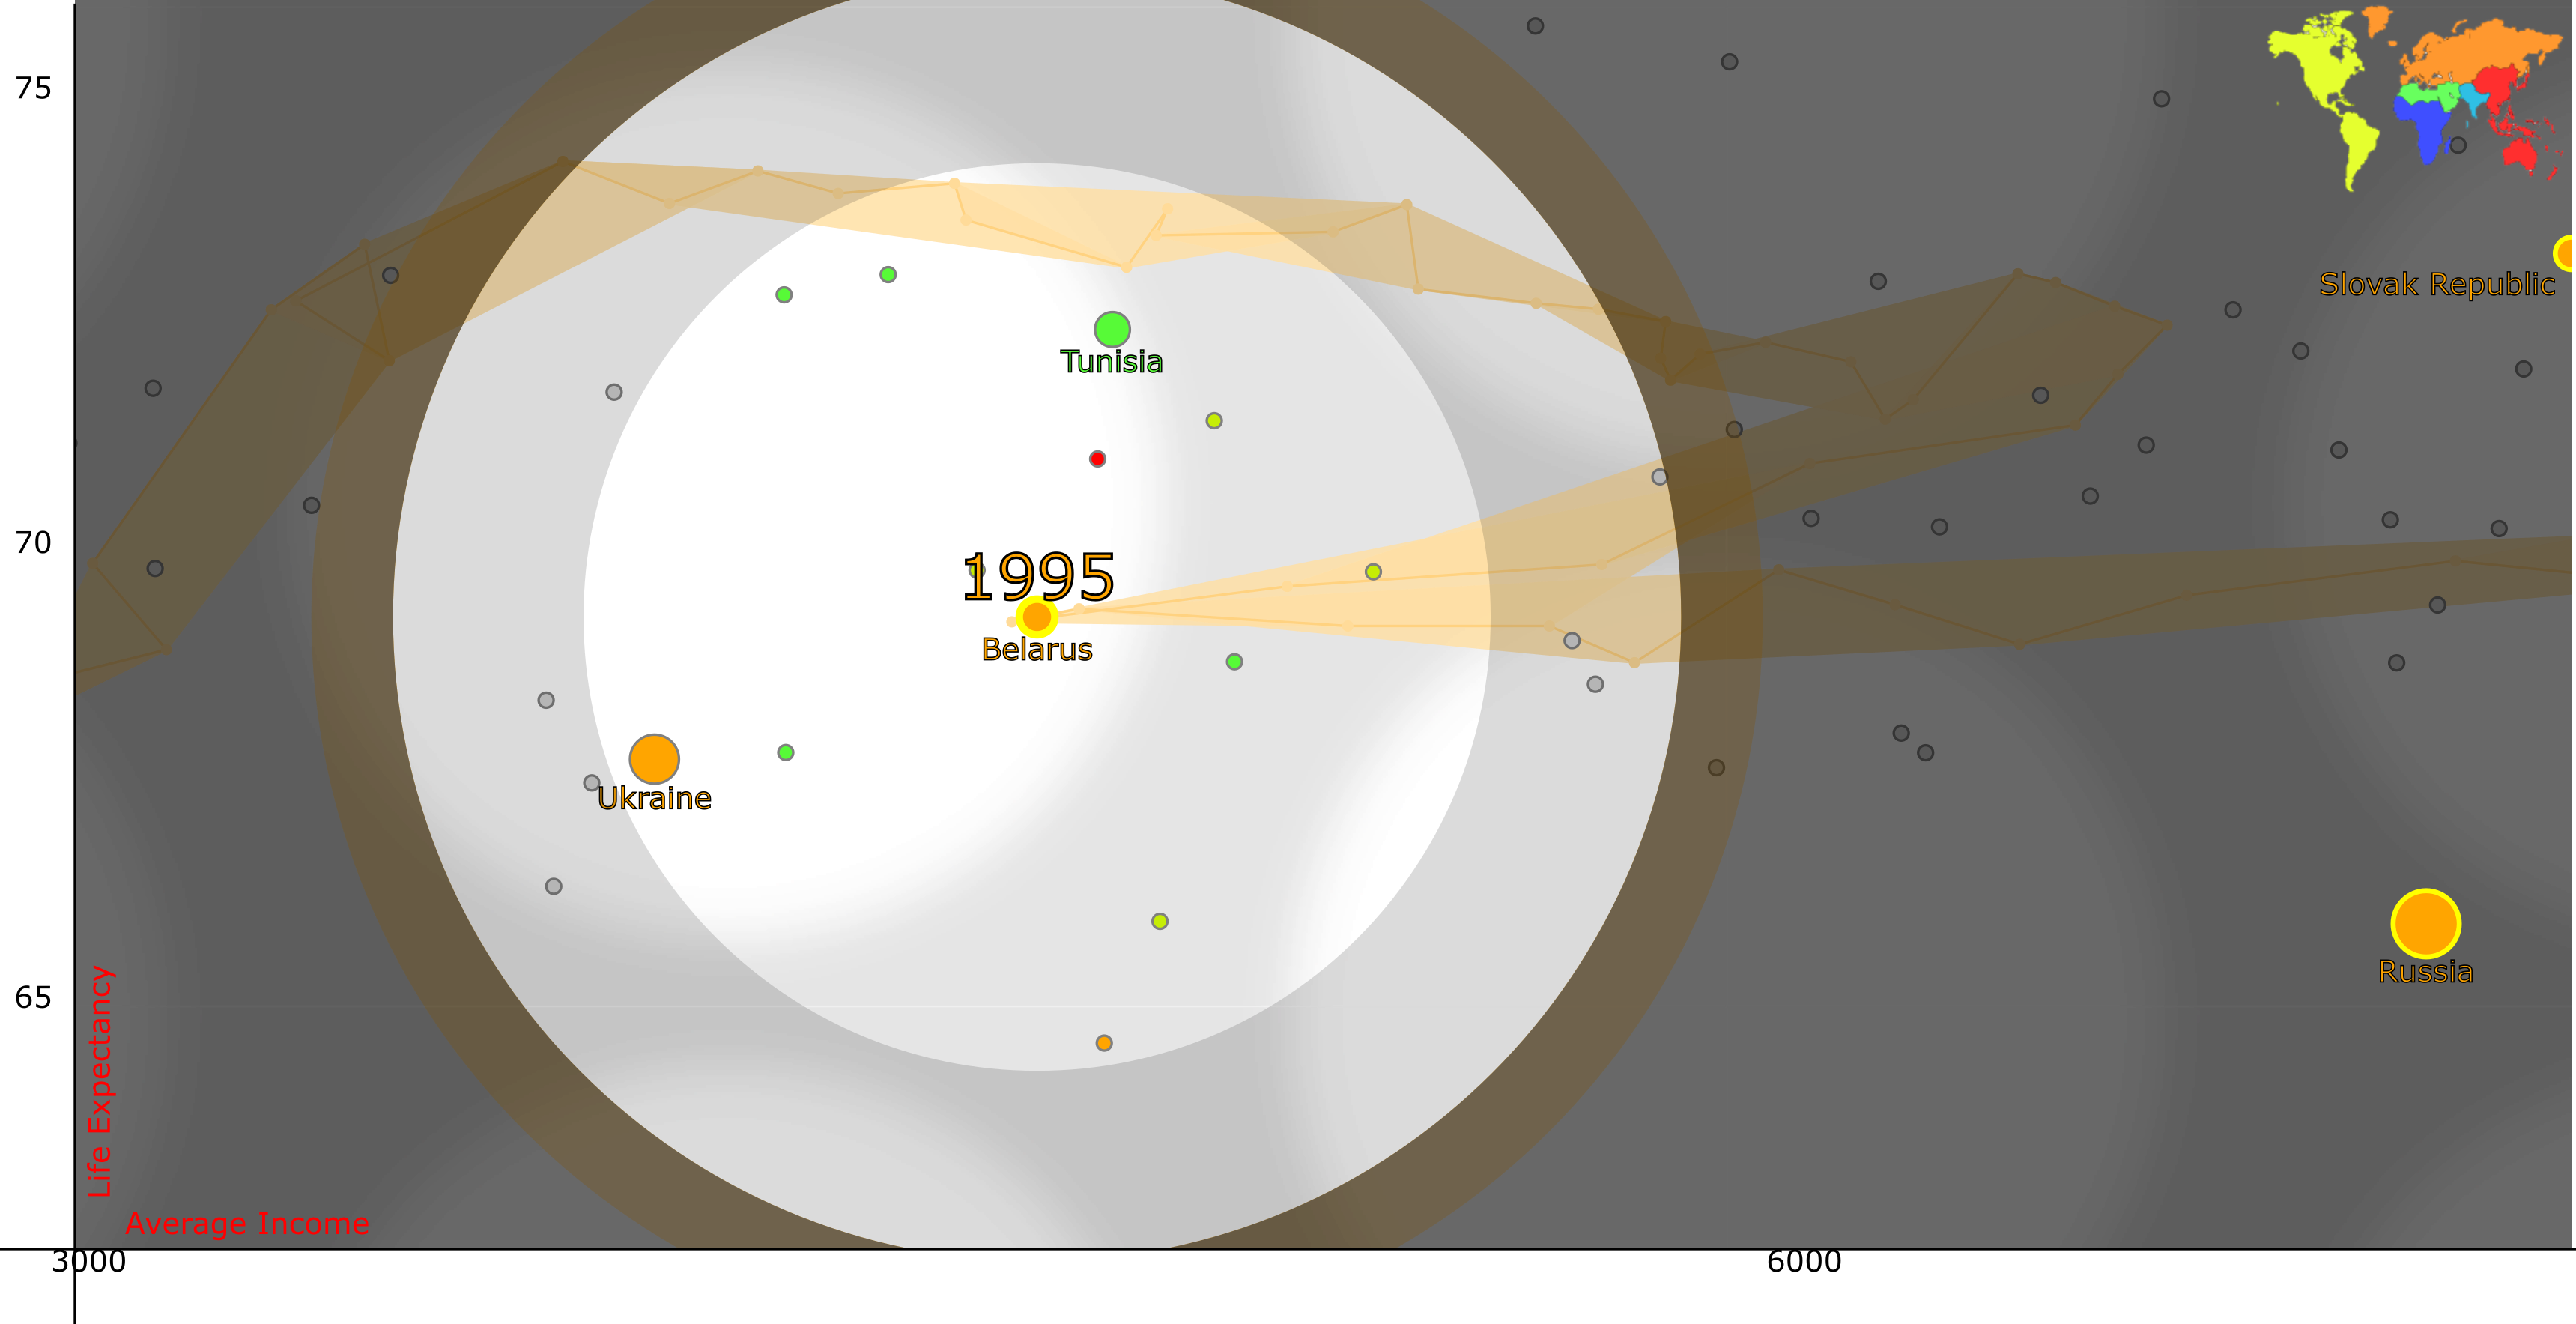 75
Slovak Republic
Tunisia
70
1995
Belarus
Ukraine
65
Russia
Life Expectancy
Average Income
3000
6000